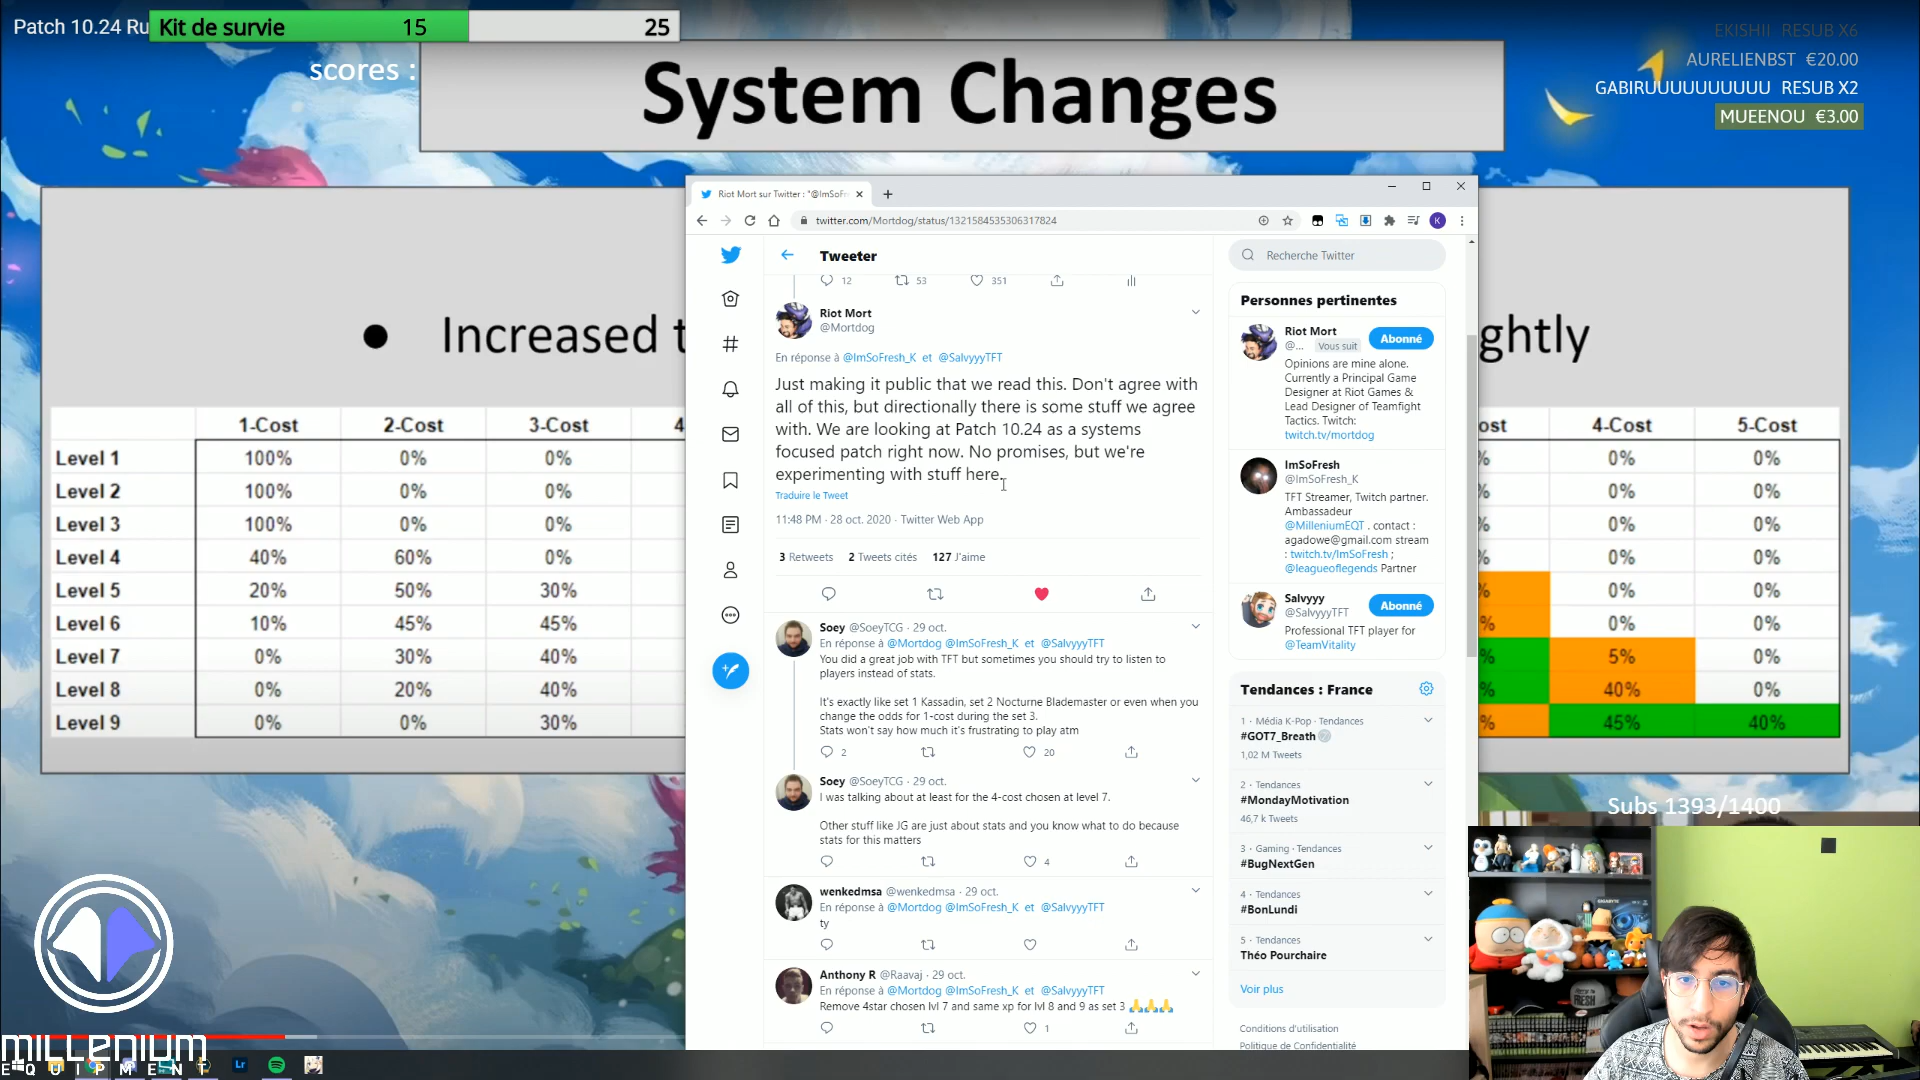 Patch 10.24 Ru
Kit de survie 15 25
scores :
System Changes
EKISHII RESUB X6
AURELIENBST €20.00
GABIRUUUUUUUUUU RESUB X2
MUEENOU €3.00
Increased t
ghtly
1-Cost 2-Cost 3-Cost 4
Level 1 100% 0% 0%
Level 2 100% 0% 0%
Level 3 100% 0% 0%
Level 4 40% 60% 0%
Level 5 20% 50% 30%
Level 6 10% 45% 45%
Level 7 0% 30% 40%
Level 8 0% 20% 40%
Level 9 0% 0% 30%
Riot Mort sur Twitter : "@ImSoFr
twitter.com/Mortdog/status/1321584535306317824
K
Tweeter
12 53 351
Riot Mort
@Mortdog
En réponse à @ImSoFresh_K et @SalvyyyTFT
Just making it public that we read this. Don't agree with
all of this, but directionally there is some stuff we agree
with. We are looking at Patch 10.24 as a systems
focused patch right now. No promises, but we're
experimenting with stuff here.
Traduire le Tweet
11:48 PM · 28 oct. 2020 · Twitter Web App
3 Retweets 2 Tweets cités 127 J'aime
Soey @SoeyTCG · 29 oct.
En réponse à @Mortdog @ImSoFresh_K et @SalvyyyTFT
You did a great job with TFT but sometimes you should try to listen to
players instead of stats.
It's exactly like set 1 Kassadin, set 2 Nocturne Blademaster or even when you
change the odds for 1-cost during the set 3.
Stats won't say how much it's frustrating to play atm
2 20
Soey @SoeyTCG · 29 oct.
I was talking about at least for the 4-cost chosen at level 7.
Other stuff like JG are just about stats and you know what to do because
stats for this matters
4
wenkedmsa @wenkedmsa · 29 oct.
En réponse à @Mortdog @ImSoFresh_K et @SalvyyyTFT
ty
Anthony R @Raavaj · 29 oct.
En réponse à @Mortdog @ImSoFresh_K et @SalvyyyTFT
Remove 4star chosen lvl 7 and same xp for lvl 8 and 9 as set 3 🙏🙏🙏
1
Recherche Twitter
Personnes pertinentes
Riot Mort
@... Vous suit
Abonné
Opinions are mine alone.
Currently a Principal Game
Designer at Riot Games &
Lead Designer of Teamfight
Tactics. Twitch:
twitch.tv/mortdog
ImSoFresh
@ImSoFresh_K
TFT Streamer, Twitch partner.
Ambassadeur
@MilleniumEQT . contact :
agadowe@gmail.com stream
: twitch.tv/ImSoFresh ;
@leagueoflegends Partner
Salvyyy
@SalvyyyTFT
Abonné
Professional TFT player for
@TeamVitality
Tendances : France
1 · Média K-Pop · Tendances
#GOT7_Breath
1,02 M Tweets
2 · Tendances
#MondayMotivation
46,7 k Tweets
3 · Gaming · Tendances
#BugNextGen
4 · Tendances
#BonLundi
5 · Tendances
Théo Pourchaire
Voir plus
Conditions d'utilisation
Politique de Confidentialité
ost 4-Cost 5-Cost
% 0% 0%
% 0% 0%
% 0% 0%
% 0% 0%
% 0% 0%
% 0% 0%
% 5% 0%
% 40% 0%
% 45% 40%
Subs 1393/1400
MILLENIUM
EQUIPMENT
Lr